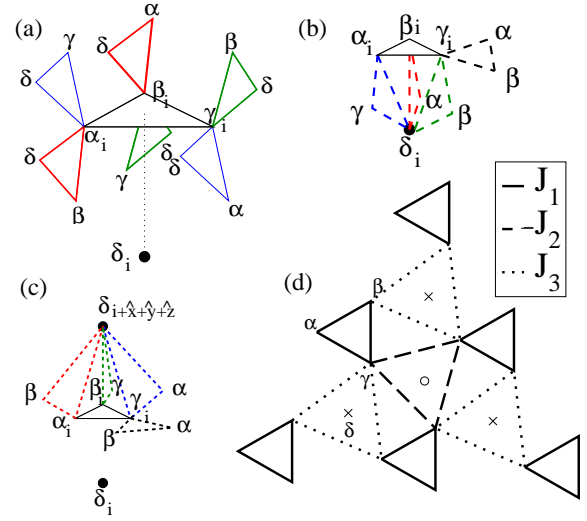 (a)
α
γ
δ
β
δ
δ
β_i
γ_i
α_i
δ
β
γ
δ
δ
α
δ_i
(b)
β_i
α_i
γ_i
α
β
γ
α
β
δ_i
J_1
J_2
J_3
(c)
δ_{i+x̂+ŷ+ẑ}
β
α
β_i
γ
γ_i
α_i
β
α
δ_i
(d)
β
α
γ
δ